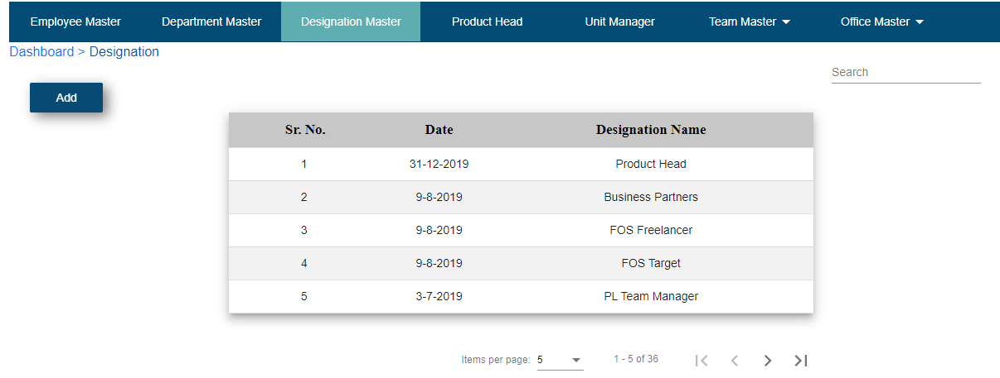 Employee Master Department Master Designation Master Product Head Unit Manager Team Master Office Master
Dashboard > Designation
Search
Add
Sr. No. Date Designation Name
1 31-12-2019 Product Head
2 9-8-2019 Business Partners
3 9-8-2019 FOS Freelancer
4 9-8-2019 FOS Target
5 3-7-2019 PL Team Manager
Items per page: 5 1 - 5 of 36